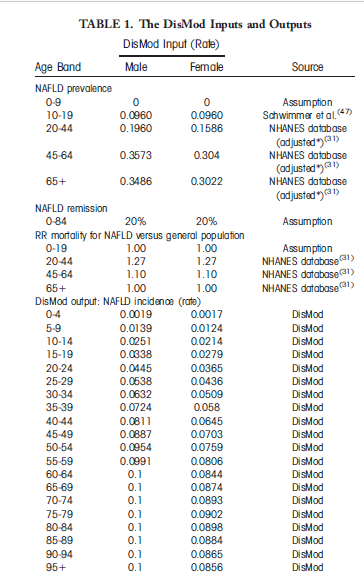 TABLE 1. The DisMod Inputs and Outputs
DisMod Input (Rate)
Age Band Male Female Source
NAFLD prevalence
0-9 0 0 Assumption
10-19 0.0960 0.0960 Schwimmer et al.(47)
20-44 0.1960 0.1586 NHANES database
(adjusted*)(31)
45-64 0.3573 0.304 NHANES database
(adjusted*)(31)
65+ 0.3486 0.3022 NHANES database
(adjusted*)(31)
NAFLD remission
0-84 20% 20% Assumption
RR mortality for NAFLD versus general population
0-19 1.00 1.00 Assumption
20-44 1.27 1.27 NHANES database(31)
45-64 1.10 1.10 NHANES database(31)
65+ 1.00 1.00 NHANES database(31)
DisMod output: NAFLD incidence (rate)
0-4 0.0019 0.0017 DisMod
5-9 0.0139 0.0124 DisMod
10-14 0.0251 0.0214 DisMod
15-19 0.0338 0.0279 DisMod
20-24 0.0445 0.0365 DisMod
25-29 0.0538 0.0436 DisMod
30-34 0.0632 0.0509 DisMod
35-39 0.0724 0.058 DisMod
40-44 0.0811 0.0645 DisMod
45-49 0.0887 0.0703 DisMod
50-54 0.0954 0.0759 DisMod
55-59 0.0991 0.0806 DisMod
60-64 0.1 0.0844 DisMod
65-69 0.1 0.0874 DisMod
70-74 0.1 0.0893 DisMod
75-79 0.1 0.0902 DisMod
80-84 0.1 0.0898 DisMod
85-89 0.1 0.0884 DisMod
90-94 0.1 0.0865 DisMod
95+ 0.1 0.0856 DisMod